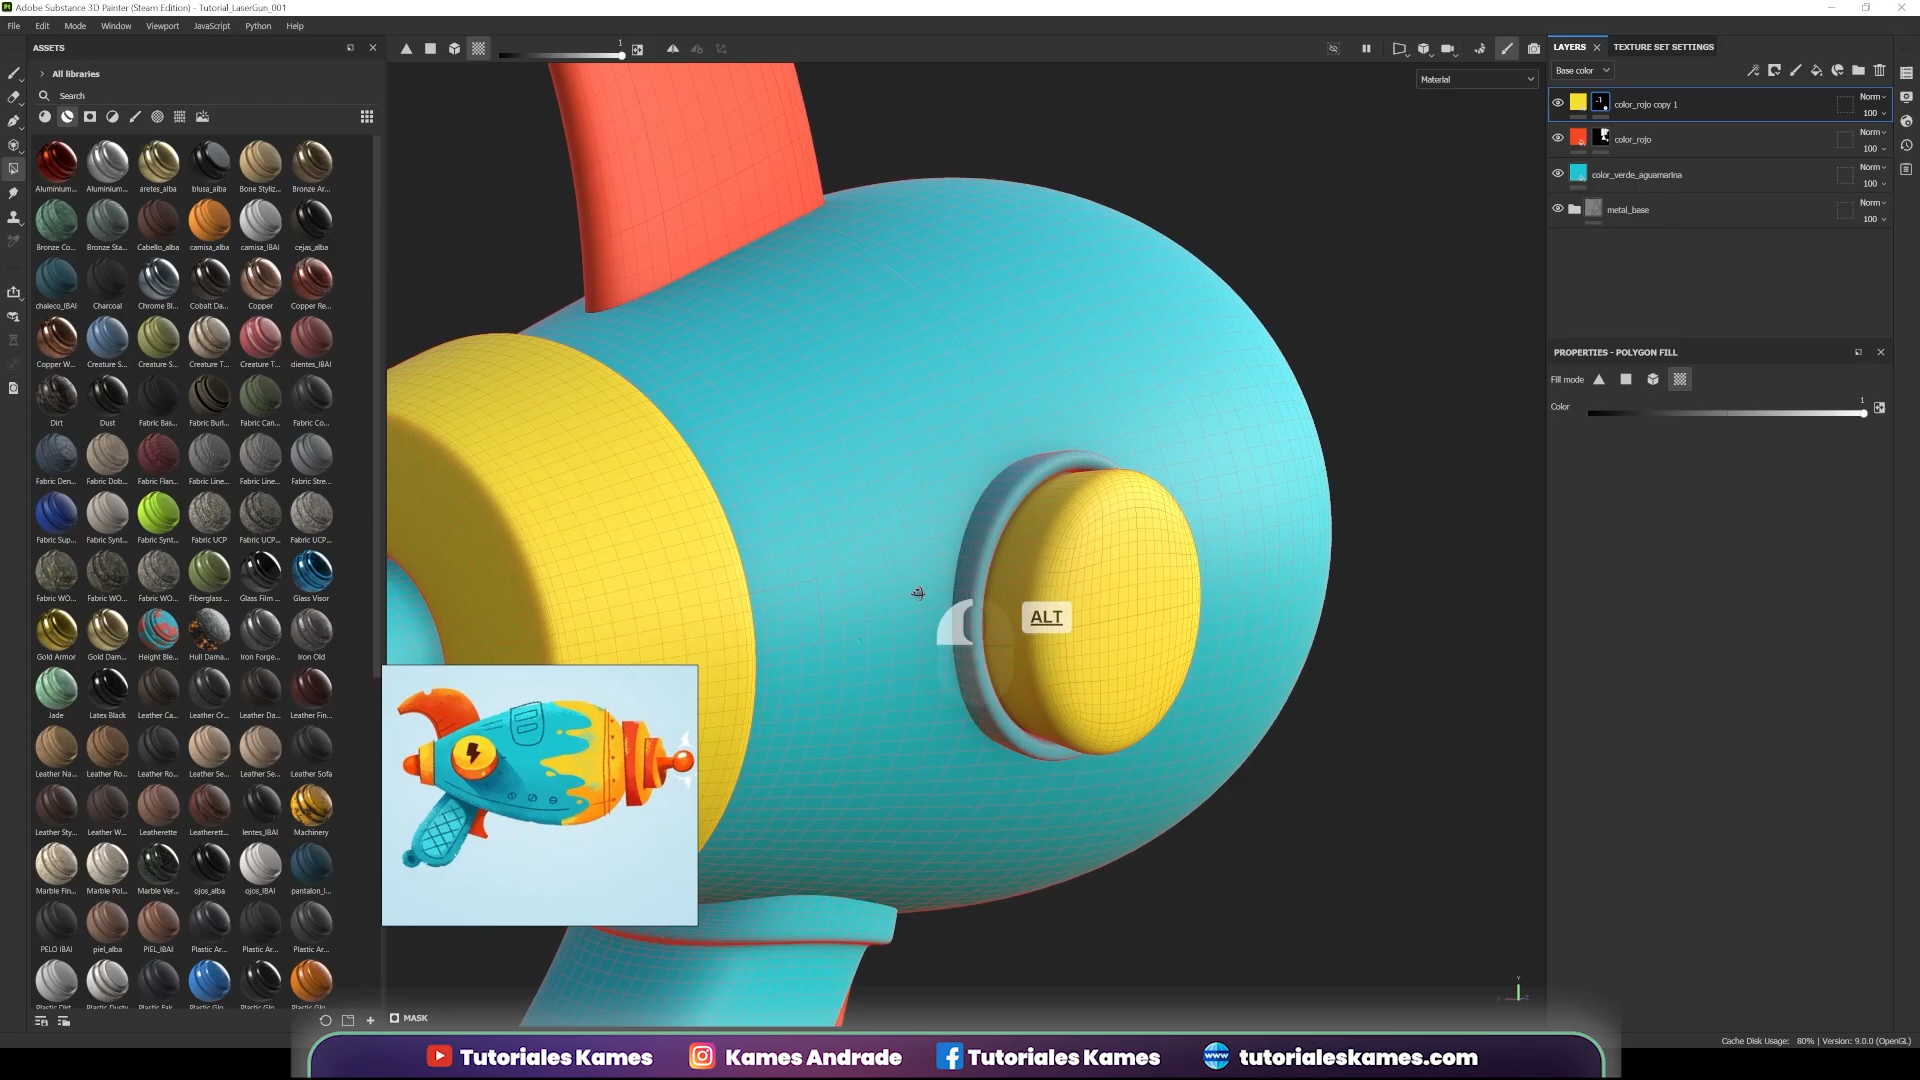 Adobe Substance 3D Painter (Steam Edition) - Tutorial_LaserGun_001
File Edit Mode Window Viewport JavaScript Python Help
ASSETS
All libraries
Search
Aluminium... Aluminium... aretes_alba blusa_alba Bone Styliz... Bronze Ar...
Bronze Co... Bronze Sta... Cabello_alba camisa_alba camisa_IBAI cejas_alba
chaleco_IBAI Charcoal Chrome Bl... Cobalt Da... Copper Copper Re...
Copper W... Creature S... Creature S... Creature T... Creature T... dientes_IBAI
Dirt Dust Fabric Bas... Fabric Burl... Fabric Can... Fabric Co...
Fabric Den... Fabric Dob... Fabric Flan... Fabric Line... Fabric Line... Fabric Stre...
Fabric Sup... Fabric Synt... Fabric Synt... Fabric UCP Fabric UCP... Fabric UCP...
Fabric WO... Fabric WO... Fabric WO... Fiberglass ... Glass Film ... Glass Visor
Gold Armor Gold Dam... Height Ble... Hull Dama... Iron Forge... Iron Old
Jade Latex Black Leather Ca... Leather Cr... Leather Da... Leather Fin...
Leather Na... Leather Ro... Leather Ro... Leather Se... Leather Se... Leather Sofa
Leather Sty... Leather W... Leatherette Leatherett... lentes_IBAI Machinery
Marble Fin... Marble Pol... Marble Ver... ojos_alba ojos_IBAI pantalon_I...
PELO IBAI piel_alba PIEL_IBAI Plastic Ar... Plastic Ar... Plastic Ar...
1
Material
ALT
Y
MASK
LAYERS TEXTURE SET SETTINGS
Base color
color_rojo copy 1 Norm 100
color_rojo Norm 100
color_verde_aguamarina Norm 100
metal_base Norm 100
PROPERTIES - POLYGON FILL
Fill mode
Color 1
Cache Disk Usage: 80% | Version: 9.0.0 (OpenGL)
Tutoriales Kames Kames Andrade Tutoriales Kames www tutorialeskames.com